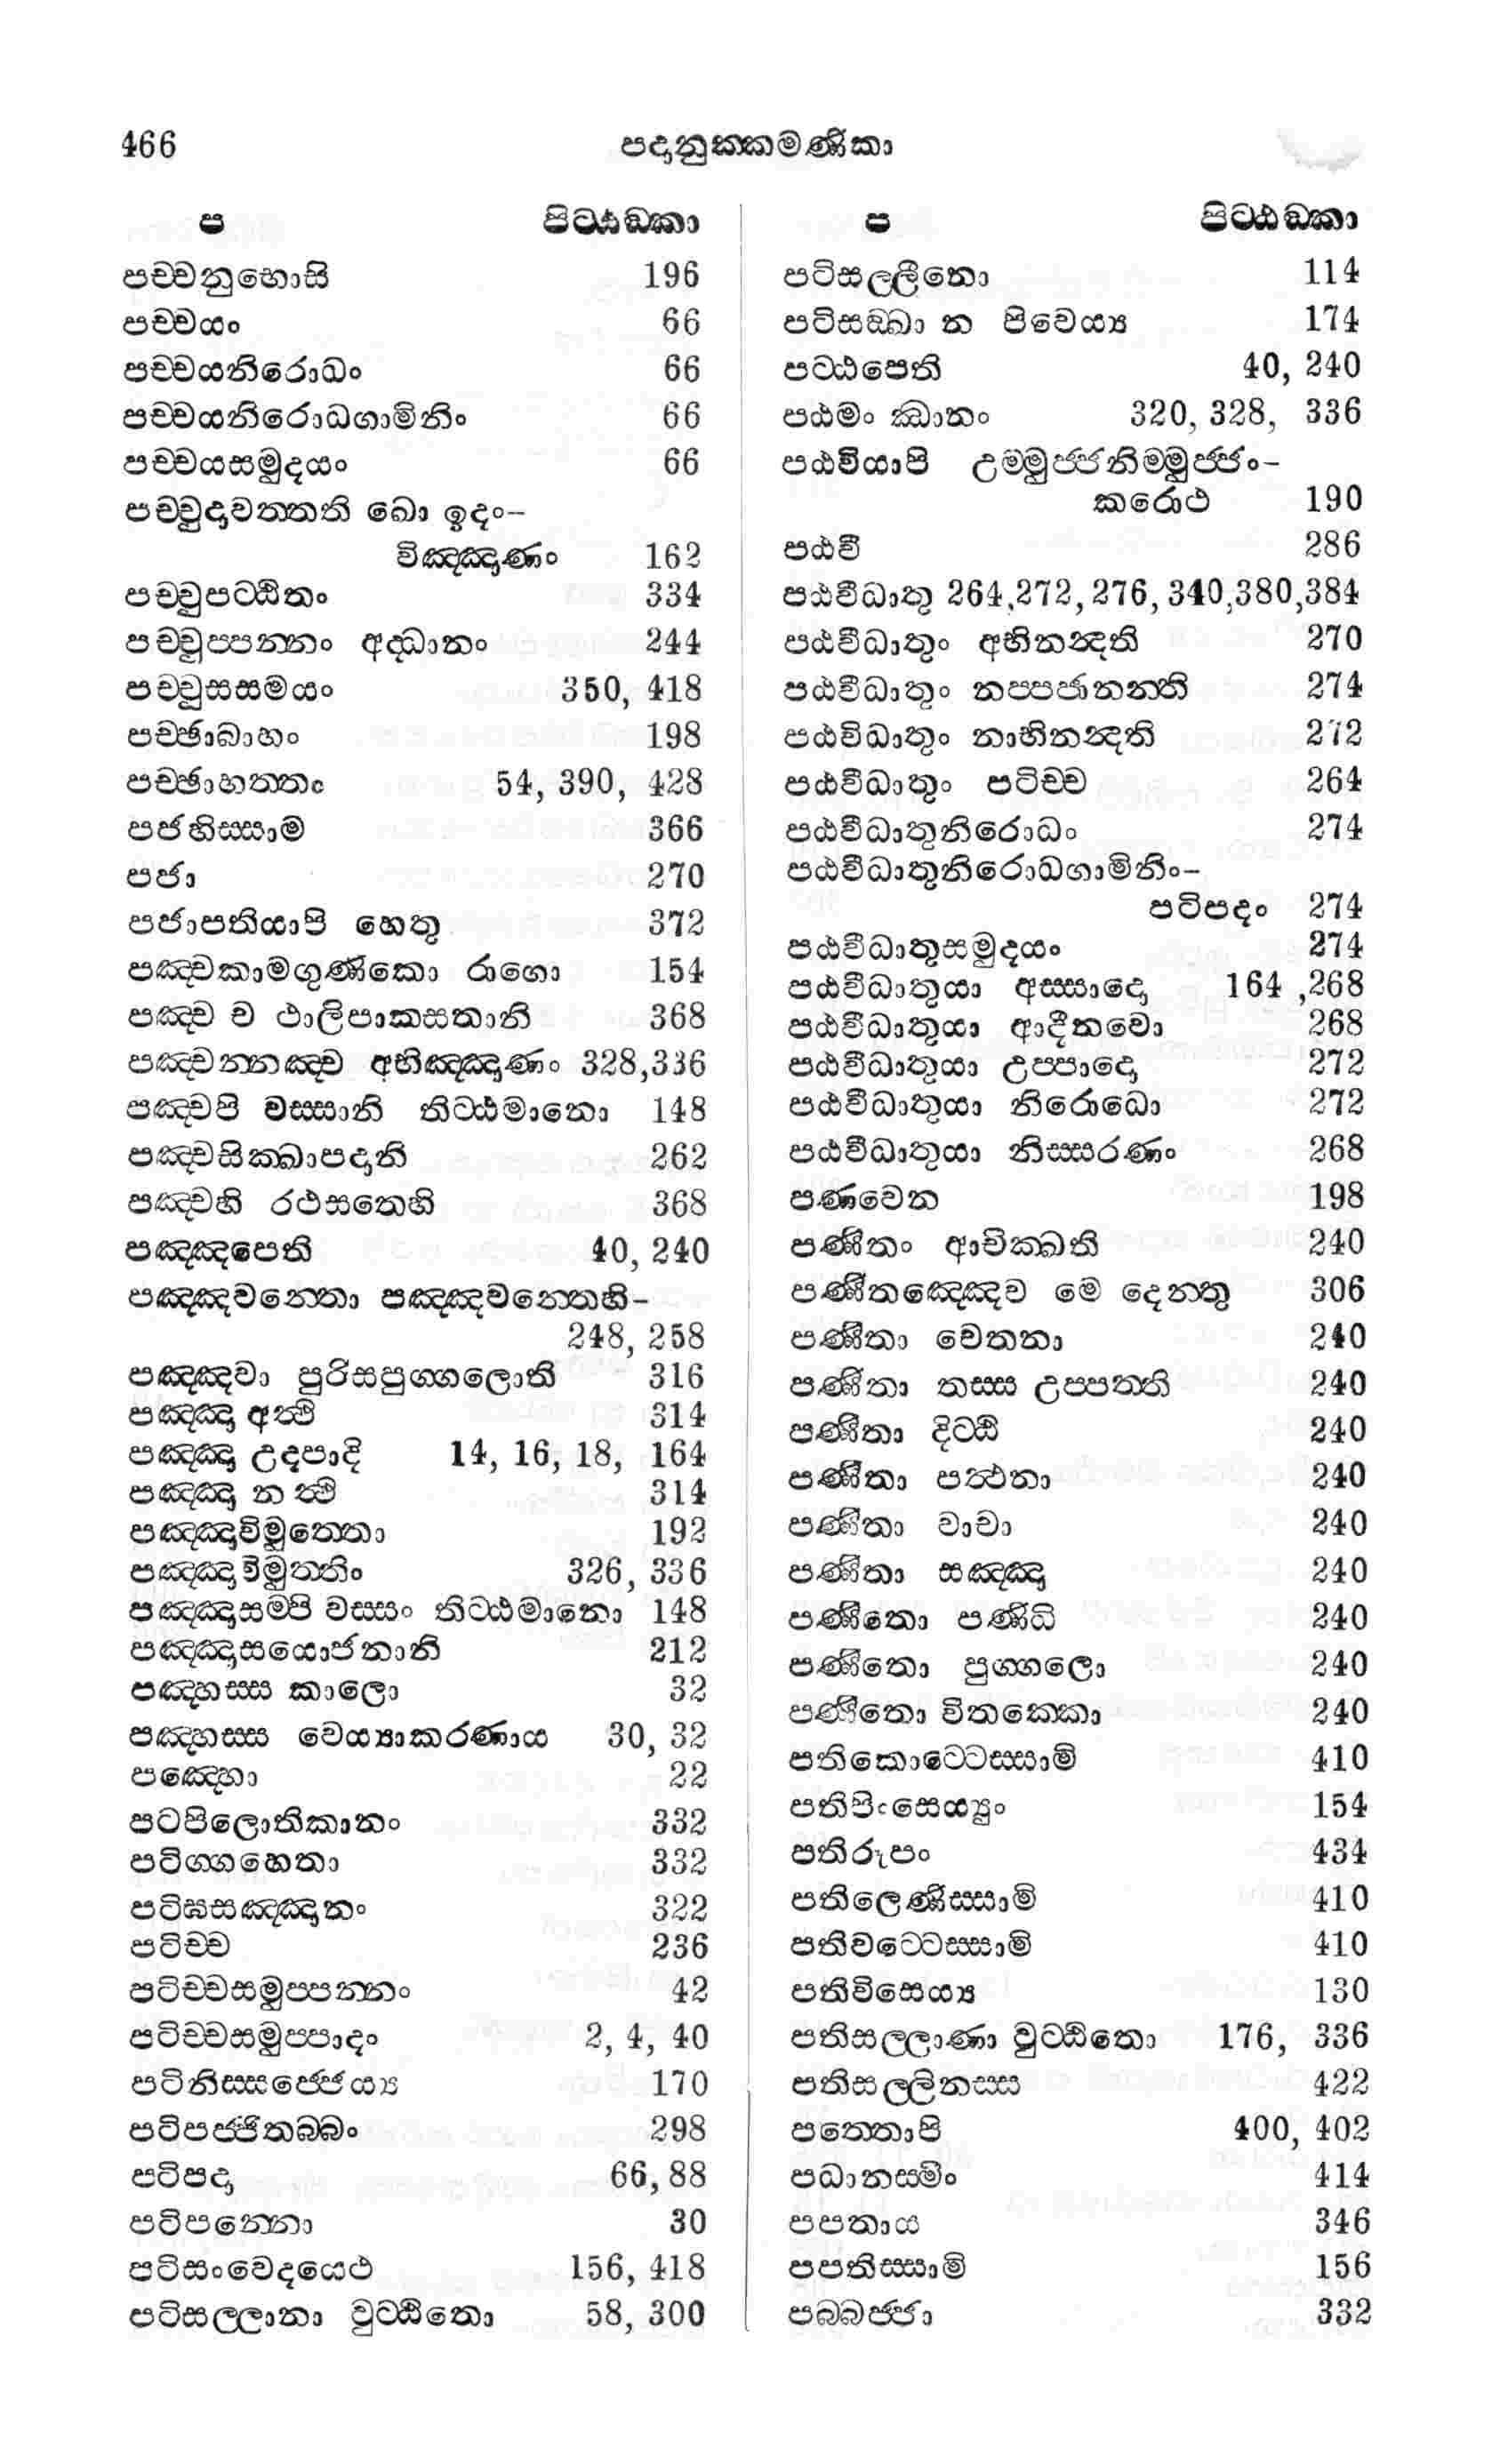 466 පදානුක්කමණිකා
ප පිට්ඨඞ්කා
පච්චනුභොසි 196
පච්චයං 66
පච්චයනිරොධං 66
පච්චයනිරොධගාමිනිං 66
පච්චයසමුදයං 66
පච්චුදාවත්තති ඛො ඉදං-
විඤ්ඤාණං 162
පච්චුපට්ඨිතං 334
පච්චුප්පන්නං අද්ධානං 244
පච්චූසසමයං 350, 418
පච්ඡාබාහං 198
පච්ඡාභත්තං 54, 390, 428
පජහිස්සාම 366
පජා 270
පජාපතියාපි හෙතු 372
පඤ්චකාමගුණිකො රාගො 154
පඤ්ච ච ථාලිපාකසතානි 368
පඤ්චන්නඤ්ච අභිඤ්ඤාණං 328,336
පඤ්චපි වස්සානි තිට්ඨමානො 148
පඤ්චසික්ඛාපදානි 262
පඤ්චහි රථසතෙහි 368
පඤ්ඤපෙති 40, 240
පඤ්ඤවන්තො පඤ්ඤවන්තෙහි-
248, 258
පඤ්ඤවා පුරිසපුග්ගලොති 316
පඤ්ඤා අත්ථි 314
පඤ්ඤා උදපාදි 14, 16, 18, 164
පඤ්ඤා නත්ථි 314
පඤ්ඤාවිමුත්තො 192
පඤ්ඤාවිමුත්තිං 326, 336
පඤ්ඤාසම්පි වස්සං තිට්ඨමානො 148
පඤ්ඤාසයොජනානි 212
පඤ්හස්ස කාලො 32
පඤ්හස්ස වෙය්‍යාකරණාය 30, 32
පඤ්හො 22
පටපිලොතිකානං 332
පටිග්ගහෙතා 332
පටිඝසඤ්ඤානං 322
පටිච්ච 236
පටිච්චසමුප්පන්නං 42
පටිච්චසමුප්පාදං 2, 4, 40
පටිනිස්සජ්ජෙය්‍ය 170
පටිපජ්ජිතබ්බං 298
පටිපදා 66,88
පටිපන්නො 30
පටිසංවෙදයෙථ 156, 418
පටිසල්ලානා වුට්ඨිතො 58, 300
ප පිට්ඨඞ්කා
පටිසල්ලීනො 114
පටිසඞ්ඛා න පිවෙය්‍ය 174
පට්ඨපෙති 40, 240
පඨමං ඣානං 320, 328, 336
පඨවියාපි උම්මුජ්ජනිම්මුජ්ජං-
කරොථ 190
පඨවී 286
පඨවීධාතු 264,272,276,340,380,384
පඨවීධාතුං අභිනන්‍දති 270
පඨවීධාතුං නප්පජානන්ති 274
පඨවිධාතුං නාභිනන්‍දති 272
පඨවීධාතුං පටිච්ච 264
පඨවීධාතුනිරොධං 274
පඨවීධාතුනිරොධගාමිනිං-
පටිපදං 274
පඨවීධාතුසමුදයං 274
පඨවීධාතුයා අස්සාදො 164 ,268
පඨවීධාතුයා ආදීනවො 268
පඨවීධාතුයා උප්පාදො 272
පඨවීධාතුයා නිරොධො 272
පඨවීධාතුයා නිස්සරණං 268
පණවෙන 198
පණීතං ආචික්ඛති 240
පණීතඤ්ඤෙව මෙ දෙන්තු 306
පණීතා චෙතනා 240
පණීතා තස්ස උප්පත්ති 240
පණීතා දිට්ඨි 240
පණීතා පත්ථනා 240
පණීතා වාචා 240
පණීතා සඤ්ඤා 240
පණීතො පණිධි 240
පණීතො පුග්ගලො 240
පණීතො විතක්කො 240
පතිකොට්ටෙස්සාමි 410
පතිපිංසෙය්‍යුං 154
පතිරූපං 434
පතිලෙණිස්සාමි 410
පතිවට්ටෙස්සාමි 410
පතිවිසෙය්‍ය 130
පතිසල්ලාණා වුට්ඨිතො 176, 336
පතිසල්ලිනස්ස 422
පත්තොපි 400, 402
පධානස්මිං 414
පපතාය 346
පපතිස්සාමි 156
පබ්බජ්ජා 332